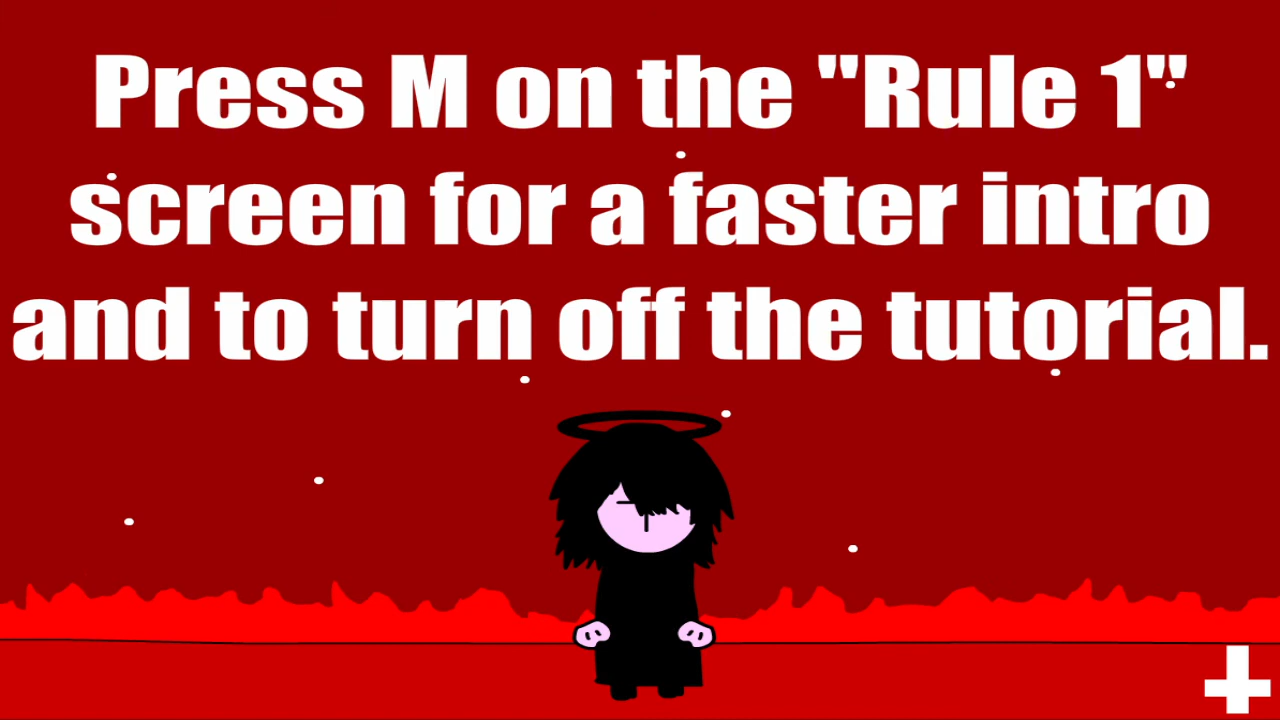 Press M on the "Rule 1"
screen for a faster intro
and to turn off the tutorial.